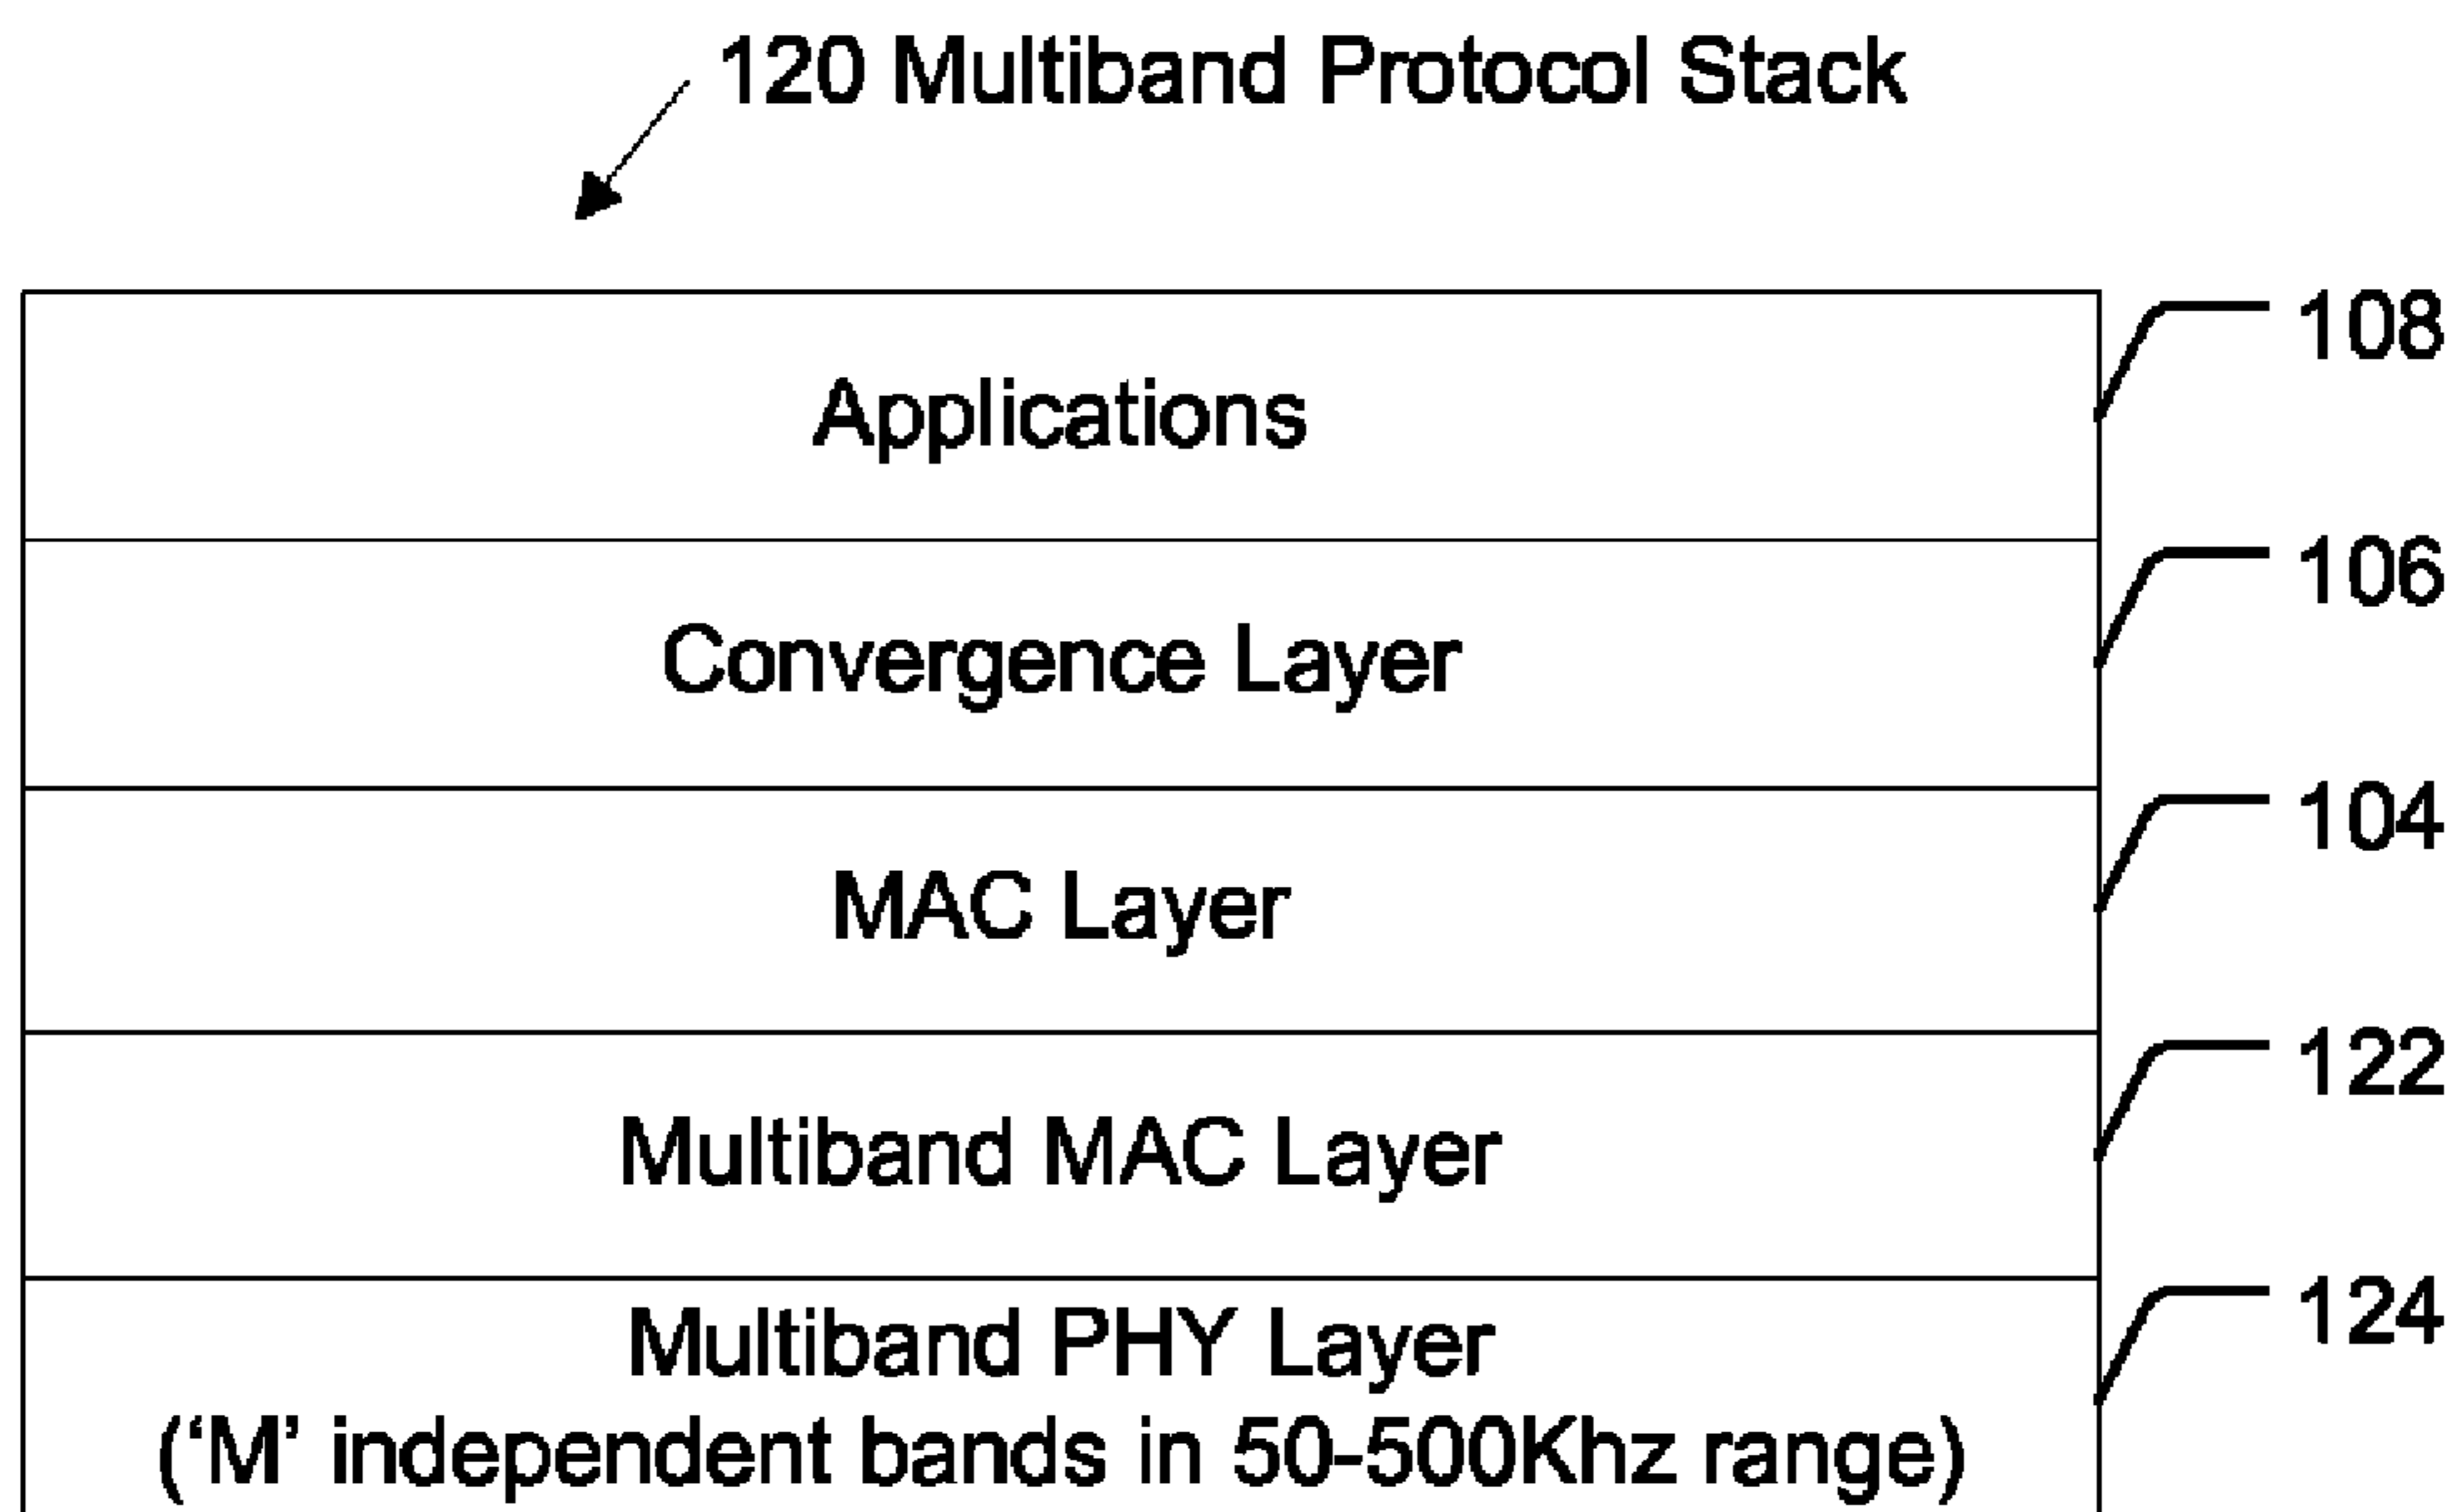 120 Multiband Protocol Stack
Applications
108
Convergence Layer
106
MAC Layer
104
Multiband MAC Layer
122
Multiband PHY Layer
124
(‘M’ independent bands in 50-500Khz range)